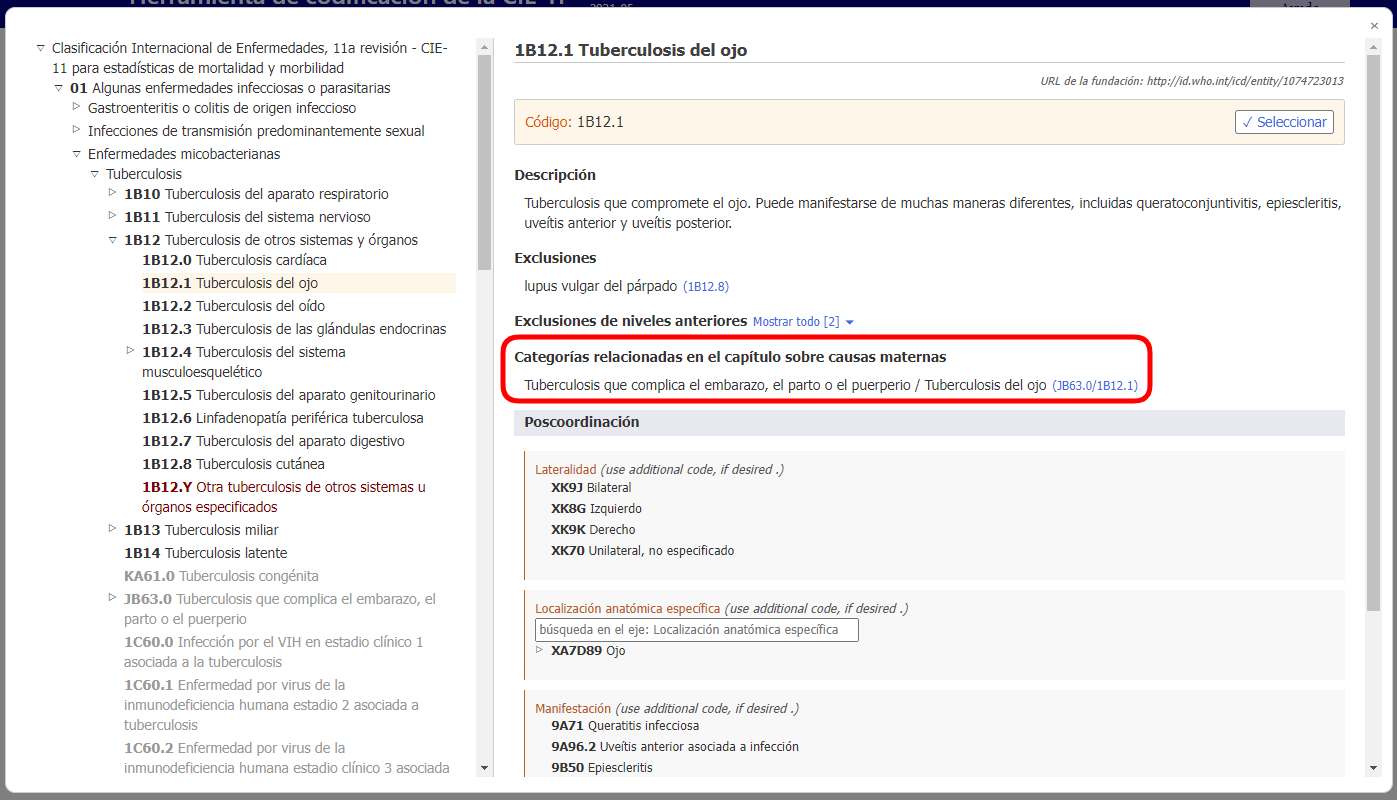 Herramienta de codificación de la CIE-11
2021-05
Ayuda
×
Clasificación Internacional de Enfermedades, 11a revisión - CIE-
11 para estadísticas de mortalidad y morbilidad
01 Algunas enfermedades infecciosas o parasitarias
Gastroenteritis o colitis de origen infeccioso
Infecciones de transmisión predominantemente sexual
Enfermedades micobacterianas
Tuberculosis
1B10 Tuberculosis del aparato respiratorio
1B11 Tuberculosis del sistema nervioso
1B12 Tuberculosis de otros sistemas y órganos
1B12.0 Tuberculosis cardíaca
1B12.1 Tuberculosis del ojo
1B12.2 Tuberculosis del oído
1B12.3 Tuberculosis de las glándulas endocrinas
1B12.4 Tuberculosis del sistema
musculoesquelético
1B12.5 Tuberculosis del aparato genitourinario
1B12.6 Linfadenopatía periférica tuberculosa
1B12.7 Tuberculosis del aparato digestivo
1B12.8 Tuberculosis cutánea
1B12.Y Otra tuberculosis de otros sistemas u
órganos especificados
1B13 Tuberculosis miliar
1B14 Tuberculosis latente
KA61.0 Tuberculosis congénita
JB63.0 Tuberculosis que complica el embarazo, el
parto o el puerperio
1C60.0 Infección por el VIH en estadio clínico 1
asociada a la tuberculosis
1C60.1 Enfermedad por virus de la
inmunodeficiencia humana estadio 2 asociada a
tuberculosis
1C60.2 Enfermedad por virus de la
inmunodeficiencia humana estadio clínico 3 asociada
1B12.1 Tuberculosis del ojo
URL de la fundación: http://id.who.int/icd/entity/1074723013
Código: 1B12.1
✓ Seleccionar
Descripción
Tuberculosis que compromete el ojo. Puede manifestarse de muchas maneras diferentes, incluidas queratoconjuntivitis, epiescleritis,
uveítis anterior y uveítis posterior.
Exclusiones
lupus vulgar del párpado (1B12.8)
Exclusiones de niveles anteriores Mostrar todo [2]
Categorías relacionadas en el capítulo sobre causas maternas
Tuberculosis que complica el embarazo, el parto o el puerperio / Tuberculosis del ojo (JB63.0/1B12.1)
Poscoordinación
Lateralidad (use additional code, if desired .)
XK9J Bilateral
XK8G Izquierdo
XK9K Derecho
XK70 Unilateral, no especificado
Localización anatómica específica (use additional code, if desired .)
búsqueda en el eje: Localización anatómica específica
XA7D89 Ojo
Manifestación (use additional code, if desired .)
9A71 Queratitis infecciosa
9A96.2 Uveítis anterior asociada a infección
9B50 Epiescleritis